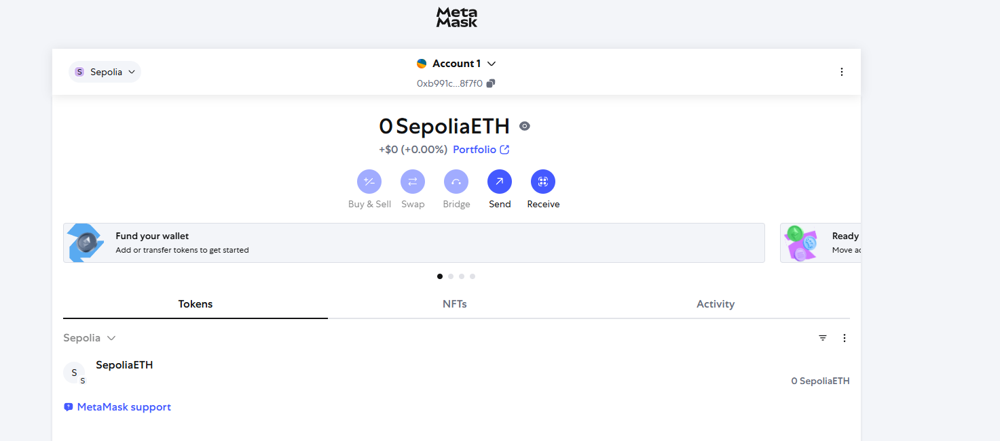 Meta
Mask
S Sepolia
Account 1
0xb991c...8f7f0
0 SepoliaETH
+$0 (+0.00%) Portfolio
Buy & Sell Swap Bridge Send Receive
Fund your wallet
Add or transfer tokens to get started
Ready
Move ac
Tokens NFTs Activity
Sepolia
S S SepoliaETH
0 SepoliaETH
? MetaMask support